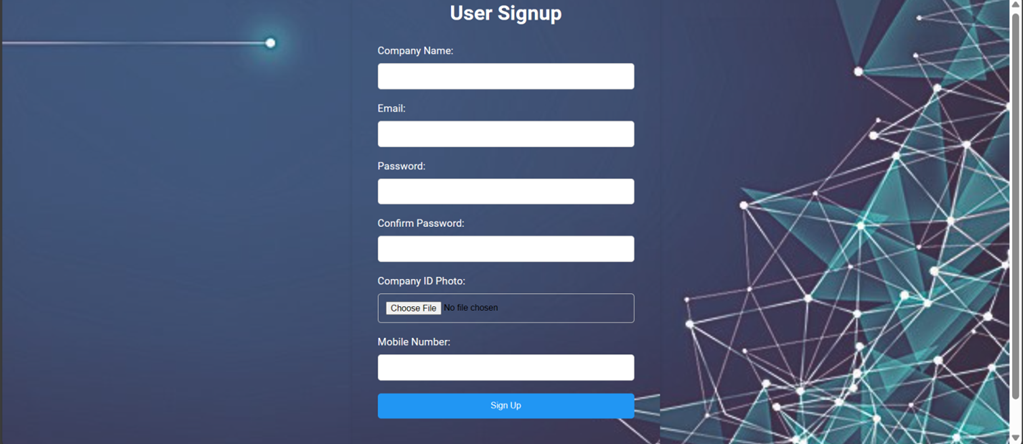 User Signup
Company Name:
Email:
Password:
Confirm Password:
Company ID Photo:
Choose File No file chosen
Mobile Number:
Sign Up